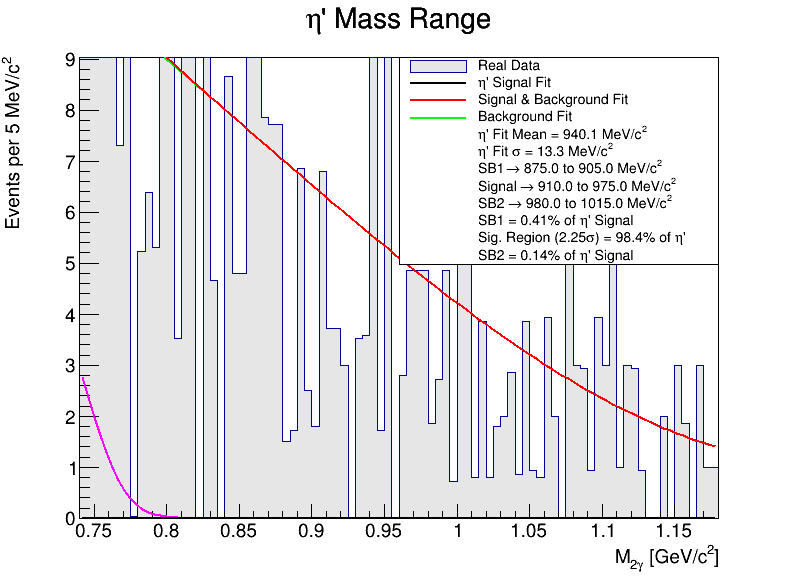 η' Mass Range
Events per 5 MeV/c²
9
8
7
6
5
4
3
2
1
0
Real Data
η' Signal Fit
Signal & Background Fit
Background Fit
η' Fit Mean = 940.1 MeV/c²
η' Fit σ = 13.3 MeV/c²
SB1 → 875.0 to 905.0 MeV/c²
Signal → 910.0 to 975.0 MeV/c²
SB2 → 980.0 to 1015.0 MeV/c²
SB1 = 0.41% of η' Signal
Sig. Region (2.25σ) = 98.4% of η'
SB2 = 0.14% of η' Signal
0.75 0.8 0.85 0.9 0.95 1 1.05 1.1 1.15
M₂γ [GeV/c²]